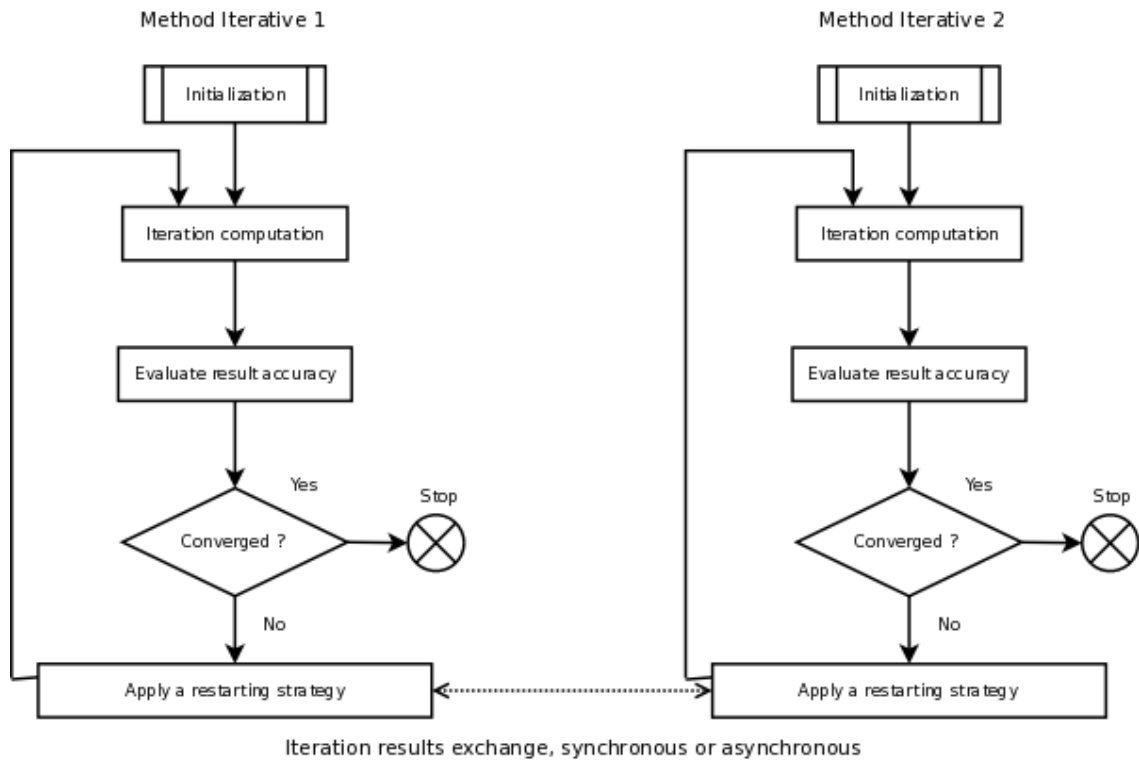 Method Iterative 1
Initialization
Iteration computation
Evaluate result accuracy
Yes
Stop
Converged ?
No
Apply a restarting strategy
Method Iterative 2
Initialization
Iteration computation
Evaluate result accuracy
Yes
Stop
Converged ?
No
Apply a restarting strategy
Iteration results exchange, synchronous or asynchronous